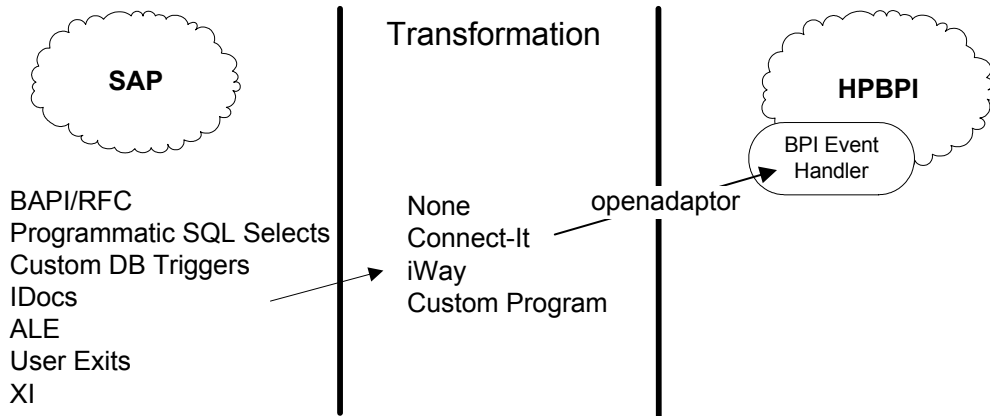 SAP
BAPI/RFC
Programmatic SQL Selects
Custom DB Triggers
IDocs
ALE
User Exits
XI
Transformation
None
Connect-It
iWay
Custom Program
openadaptor
HPBPI
BPI Event
Handler